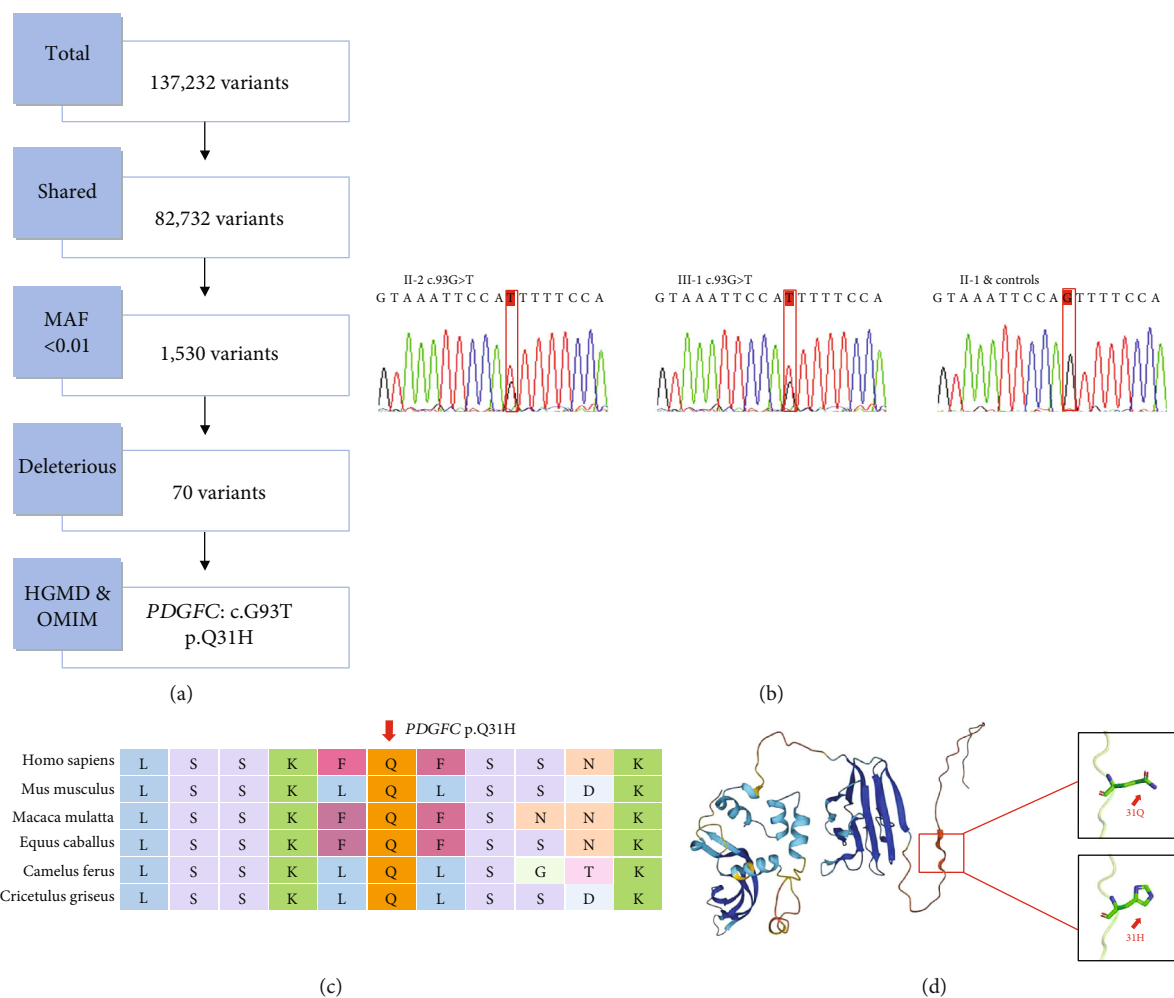 Total
137,232 variants
Shared
82,732 variants
MAF
<0.01
1,530 variants
Deleterious
70 variants
HGMD &
OMIM
PDGFC: c.G93T
p.Q31H
(a)
II-2 c.93G>T
G T A A A T T C C A T T T T T C C A
III-1 c.93G>T
G T A A A T T C C A T T T T T C C A
II-1 & controls
G T A A A T T C C A G T T T T C C A
(b)
PDGFC p.Q31H
Homo sapiens L S S K F Q F S S N K
Mus musculus L S S K L Q L S S D K
Macaca mulatta L S S K F Q F S N N K
Equus caballus L S S K F Q F S S N K
Camelus ferus L S S K L Q L S G T K
Cricetulus griseus L S S K L Q L S S D K
(c)
31Q
31H
(d)